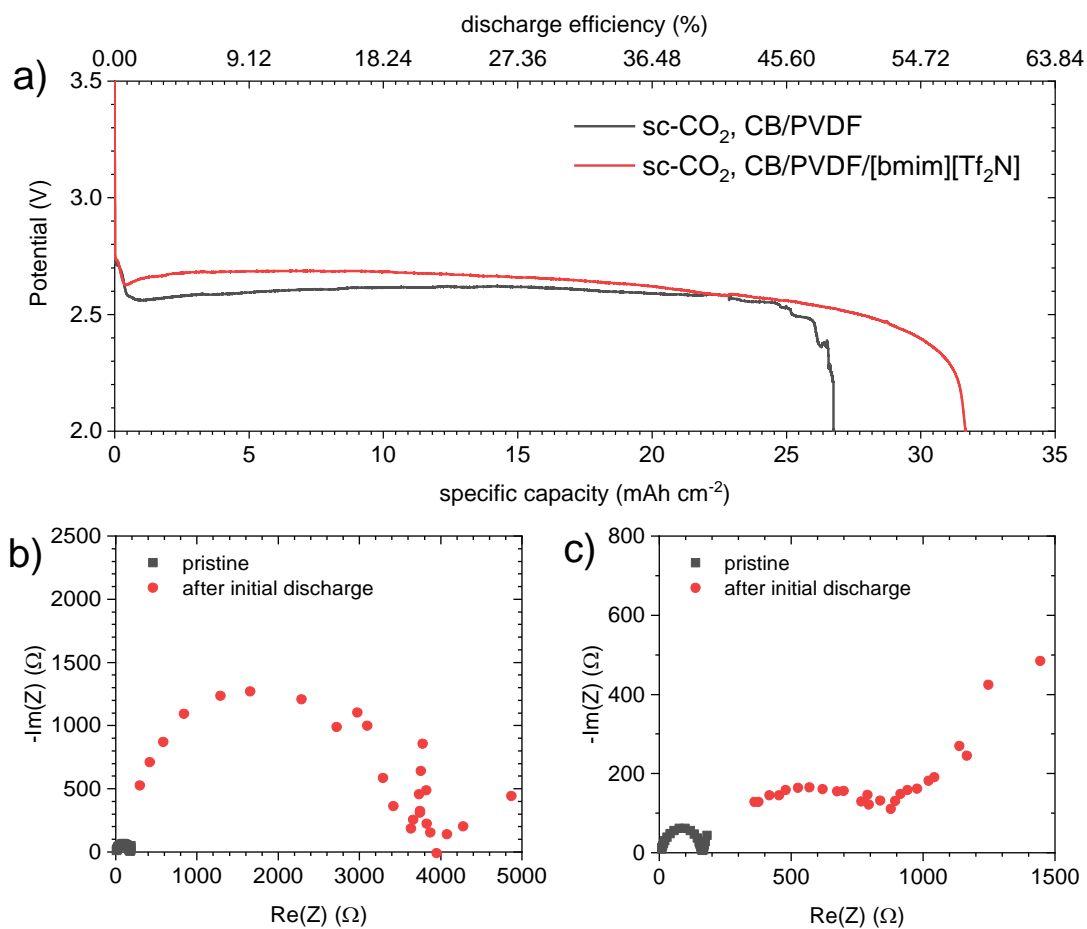 discharge efficiency (%)
0.00 9.12 18.24 27.36 36.48 45.60 54.72 63.84
a)
3.5
sc-CO₂, CB/PVDF
sc-CO₂, CB/PVDF/[bmim][Tf₂N]
3.0
Potential (V)
2.5
2.0
0 5 10 15 20 25 30 35
specific capacity (mAh cm⁻²)
b)
2500
pristine
after initial discharge
2000
1500
-Im(Z) (Ω)
1000
500
0
0 1000 2000 3000 4000 5000
Re(Z) (Ω)
c)
800
pristine
after initial discharge
600
-Im(Z) (Ω)
400
200
0
0 500 1000 1500
Re(Z) (Ω)